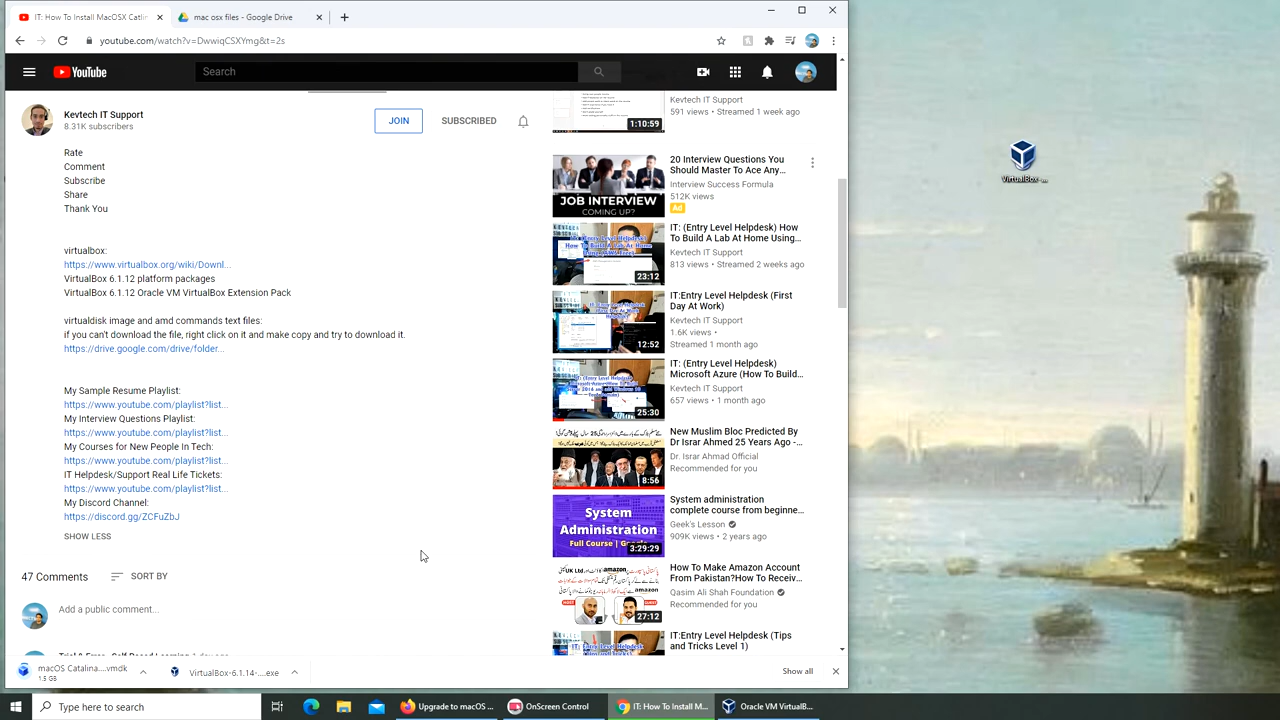 IT: How To Install MacOSX Catlin
mac osx files - Google Drive
youtube.com/watch?v=DwwiqCSXYmg&t=2s
YouTube
Search
Kevtech IT Support
8.31K subscribers
JOIN
SUBSCRIBED
Rate
Comment
Subscribe
Share
Thank You
virtualbox:
https://www.virtualbox.org/wiki/Downl...
VirtualBox 6.1.12 platform packages
VirtualBox 6.1.12 Oracle VM VirtualBox Extension Pack
virtualdisk image and amd commands text files:
if you can't download the file, right click on it and make copy and try to download it.
https://drive.google.com/drive/folder...
My Sample Resume Playlist:
https://www.youtube.com/playlist?list...
My Interview Questions Playlist:
https://www.youtube.com/playlist?list...
My Courses for New People In Tech:
https://www.youtube.com/playlist?list...
IT Helpdesk/Support Real Life Tickets:
https://www.youtube.com/playlist?list...
My Discord Channel:
https://discord.gg/ZCFuZbJ
SHOW LESS
47 Comments
SORT BY
Add a public comment...
Kevtech IT Support
591 views • Streamed 1 week ago
1:10:59
20 Interview Questions You
Should Master To Ace Any...
Interview Success Formula
512K views
Ad
JOB INTERVIEW
COMING UP?
IT: (Entry Level Helpdesk) How
To Build A Lab At Home Using...
Kevtech IT Support
813 views • Streamed 2 weeks ago
23:12
IT:Entry Level Helpdesk (First
Day At Work)
Kevtech IT Support
1.6K views •
Streamed 1 month ago
12:52
IT: (Entry Level Helpdesk)
Microsoft Azure (How To Build...
Kevtech IT Support
657 views • 1 month ago
25:30
New Muslim Bloc Predicted By
Dr Israr Ahmed 25 Years Ago -...
Dr. Israr Ahmad Official
Recommended for you
8:56
System administration
complete course from beginne...
Geek's Lesson
909K views • 2 years ago
System
Administration
Full Course |
3:29:29
How To Make Amazon Account
From Pakistan?How To Receiv...
Qasim Ali Shah Foundation
Recommended for you
27:12
IT:Entry Level Helpdesk (Tips
and Tricks Level 1)
macOS Catalina....vmdk
1.5 GB
VirtualBox-6.1.14-....exe
Show all
VirtualBox-...
Type here to search
Upgrade to macOS ...
OnScreen Control
IT: How To Install M...
Oracle VM VirtualB...